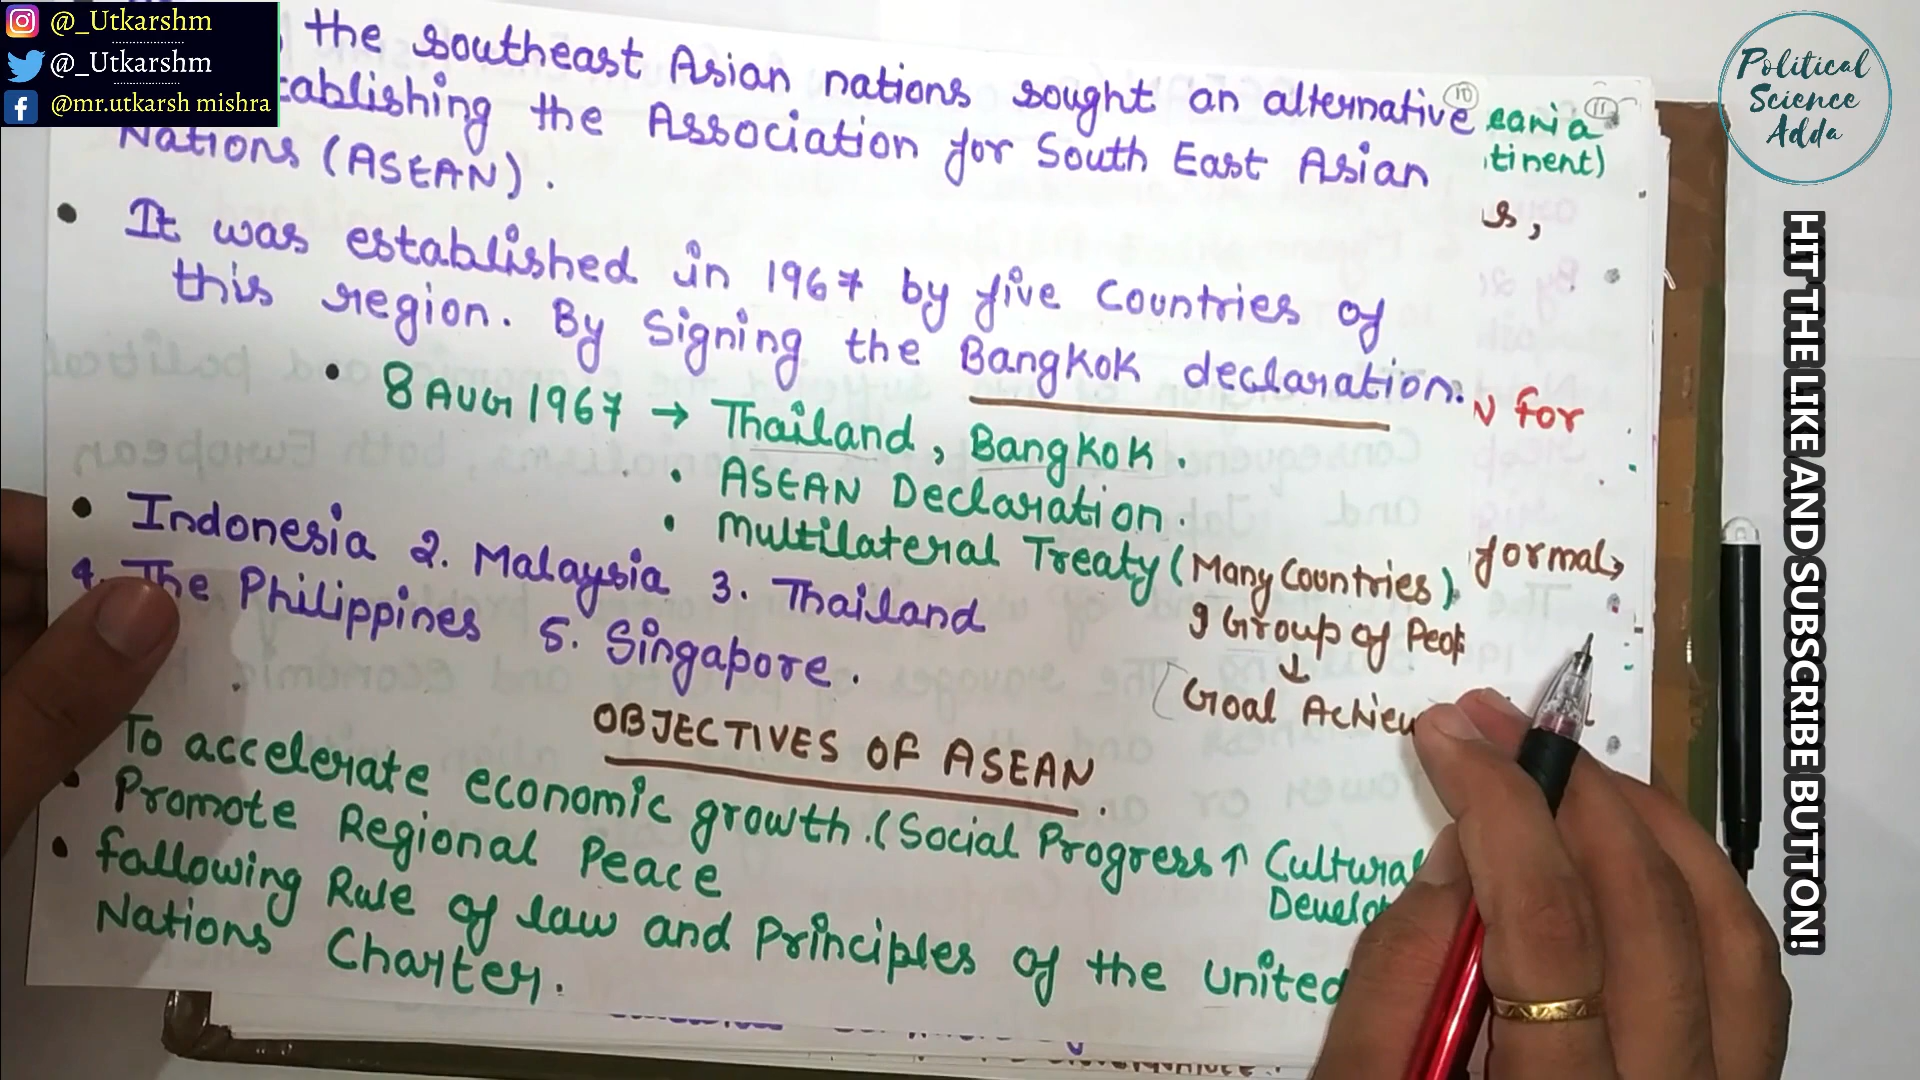 @_Utkarshm
@_Utkarshm
@mr.utkarsh mishra
the southeast Asian nations sought an alternative
the Association for South East Asian
Nations (ASEAN).
• It was established in 1967 by five Countries of
this region. By Signing the Bangkok declaration.
• 8 AUG 1967 → Thailand, Bangkok.
• ASEAN Declaration.
• Multilateral Treaty (Many Countries)
• Indonesia 2. Malaysia 3. Thailand
4. The Philippines 5. Singapore.
Group of
↓
Goal
OBJECTIVES OF ASEAN.
To accelerate economic growth. (Social Progress ↑ Cultural
• Promote Regional Peace
• following Rule of law and Principles of the United
Nations Charter.
10
11
tinent)
for
formal
Political
Science
Adda
HIT THE LIKE AND SUBSCRIBE BUTTON!